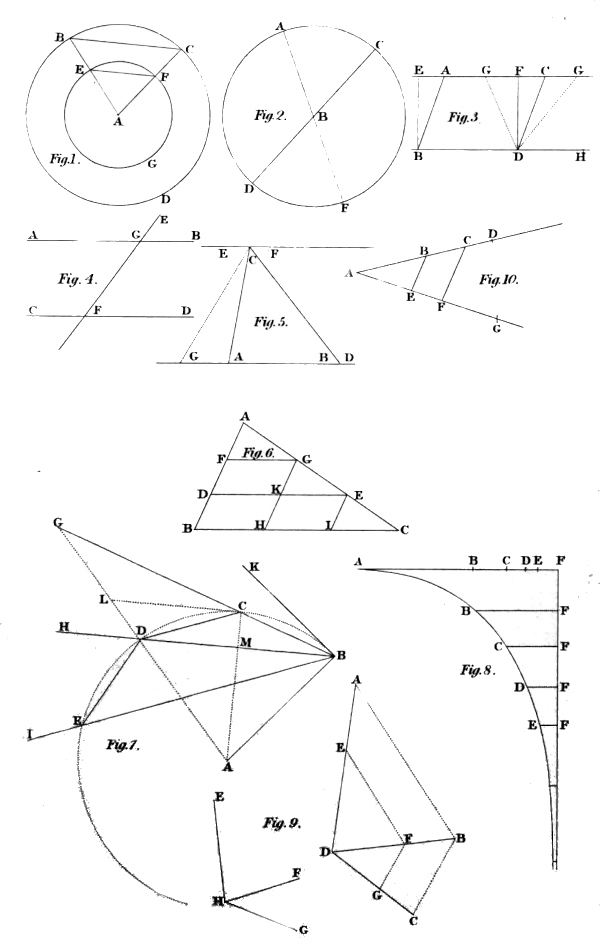 A
B C
E F
A
G
D
Fig.1.
A
C
B
D
F
Fig.2.
E A G F C G
B D H
Fig.3
E
A G B
C F D
Fig.4.
E C F
G A B D
Fig.5.
A B C D
E F
G
Fig.10.
A
F G
D K E
B H I C
Fig.6.
G
K
L C
H D
M
B
E
I
A
Fig.7.
A B C D E F
B F
C F
D F
E F
Fig.8.
E
F
H
G
Fig.9.
A
E
F B
D
G
C